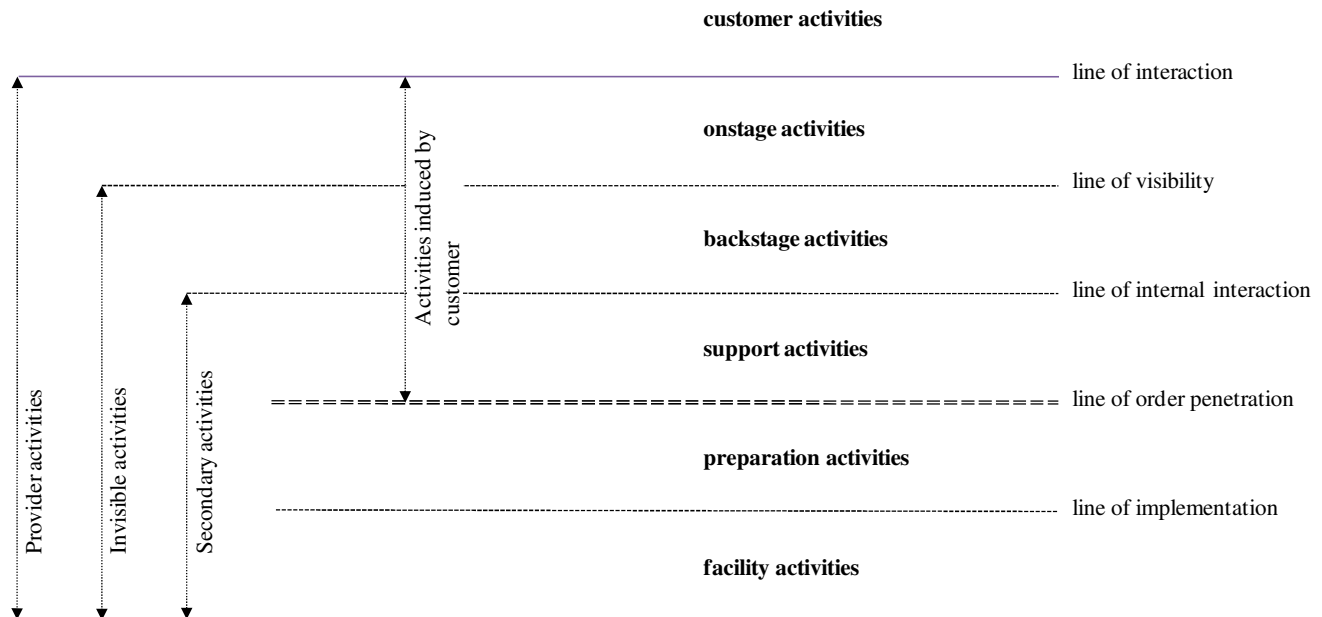 customer activities
line of interaction
onstage activities
line of visibility
backstage activities
line of internal interaction
support activities
line of order penetration
preparation activities
line of implementation
facility activities
Provider activities
Invisible activities
Secondary activities
Activities induced by
customer